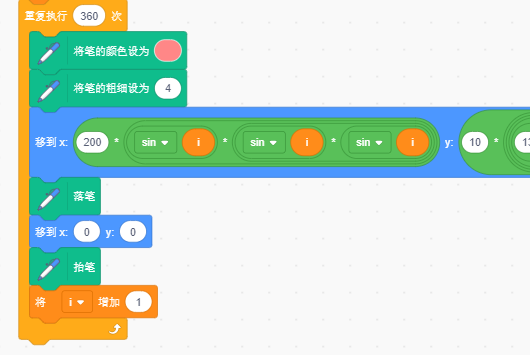 重复执行 360 次
将笔的颜色设为
将笔的粗细设为 4
移到 x: 200 * sin i * sin i * sin i y: 10 *
落笔
移到 x: 0 y: 0
抬笔
将 i 增加 1